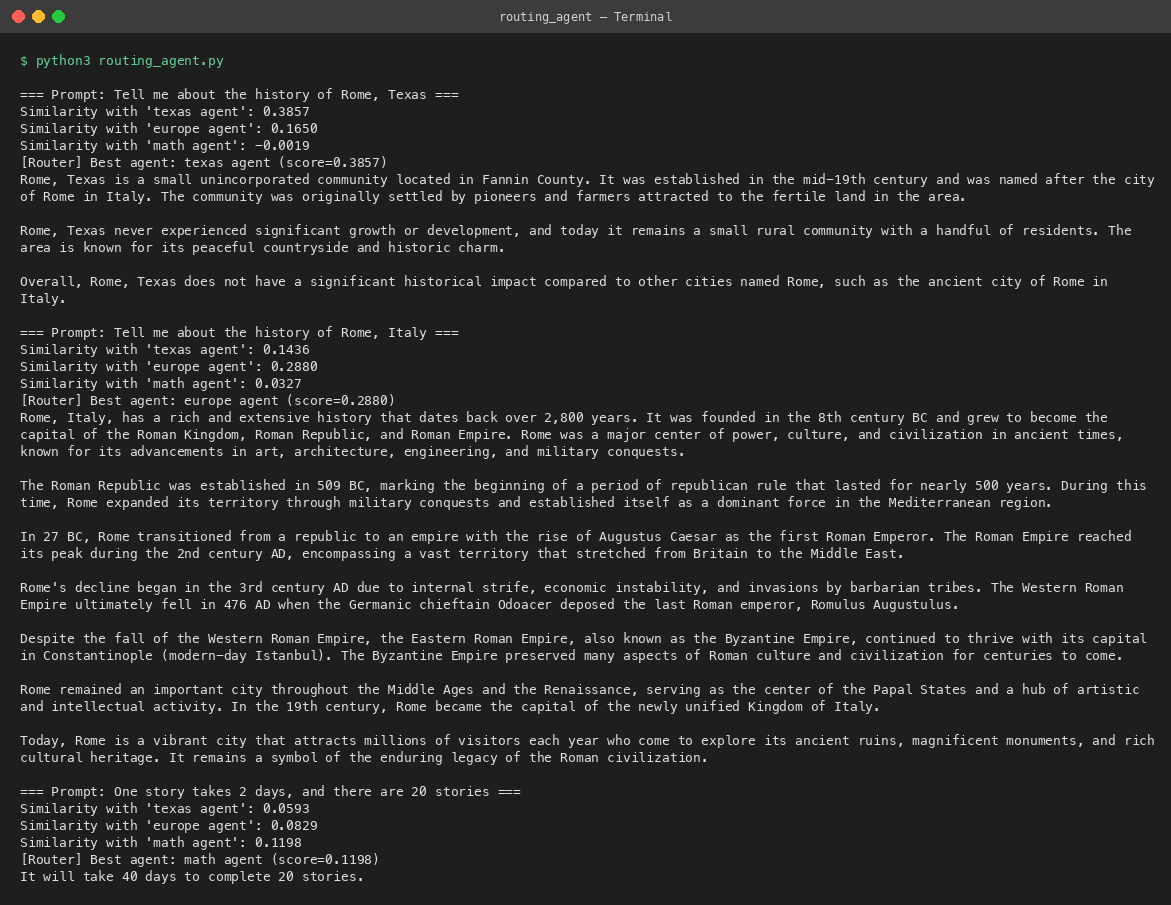 routing_agent — Terminal
$ python3 routing_agent.py
=== Prompt: Tell me about the history of Rome, Texas ===
Similarity with 'texas agent': 0.3857
Similarity with 'europe agent': 0.1650
Similarity with 'math agent': −0.0019
[Router] Best agent: texas agent (score=0.3857)
Rome, Texas is a small unincorporated community located in Fannin County. It was established in the mid−19th century and was named after the city
of Rome in Italy. The community was originally settled by pioneers and farmers attracted to the fertile land in the area.
Rome, Texas never experienced significant growth or development, and today it remains a small rural community with a handful of residents. The
area is known for its peaceful countryside and historic charm.
Overall, Rome, Texas does not have a significant historical impact compared to other cities named Rome, such as the ancient city of Rome in
Italy.
=== Prompt: Tell me about the history of Rome, Italy ===
Similarity with 'texas agent': 0.1436
Similarity with 'europe agent': 0.2880
Similarity with 'math agent': 0.0327
[Router] Best agent: europe agent (score=0.2880)
Rome, Italy, has a rich and extensive history that dates back over 2,800 years. It was founded in the 8th century BC and grew to become the
capital of the Roman Kingdom, Roman Republic, and Roman Empire. Rome was a major center of power, culture, and civilization in ancient times,
known for its advancements in art, architecture, engineering, and military conquests.
The Roman Republic was established in 509 BC, marking the beginning of a period of republican rule that lasted for nearly 500 years. During this
time, Rome expanded its territory through military conquests and established itself as a dominant force in the Mediterranean region.
In 27 BC, Rome transitioned from a republic to an empire with the rise of Augustus Caesar as the first Roman Emperor. The Roman Empire reached
its peak during the 2nd century AD, encompassing a vast territory that stretched from Britain to the Middle East.
Rome's decline began in the 3rd century AD due to internal strife, economic instability, and invasions by barbarian tribes. The Western Roman
Empire ultimately fell in 476 AD when the Germanic chieftain Odoacer deposed the last Roman emperor, Romulus Augustulus.
Despite the fall of the Western Roman Empire, the Eastern Roman Empire, also known as the Byzantine Empire, continued to thrive with its capital
in Constantinople (modern−day Istanbul). The Byzantine Empire preserved many aspects of Roman culture and civilization for centuries to come.
Rome remained an important city throughout the Middle Ages and the Renaissance, serving as the center of the Papal States and a hub of artistic
and intellectual activity. In the 19th century, Rome became the capital of the newly unified Kingdom of Italy.
Today, Rome is a vibrant city that attracts millions of visitors each year who come to explore its ancient ruins, magnificent monuments, and rich
cultural heritage. It remains a symbol of the enduring legacy of the Roman civilization.
=== Prompt: One story takes 2 days, and there are 20 stories ===
Similarity with 'texas agent': 0.0593
Similarity with 'europe agent': 0.0829
Similarity with 'math agent': 0.1198
[Router] Best agent: math agent (score=0.1198)
It will take 40 days to complete 20 stories.